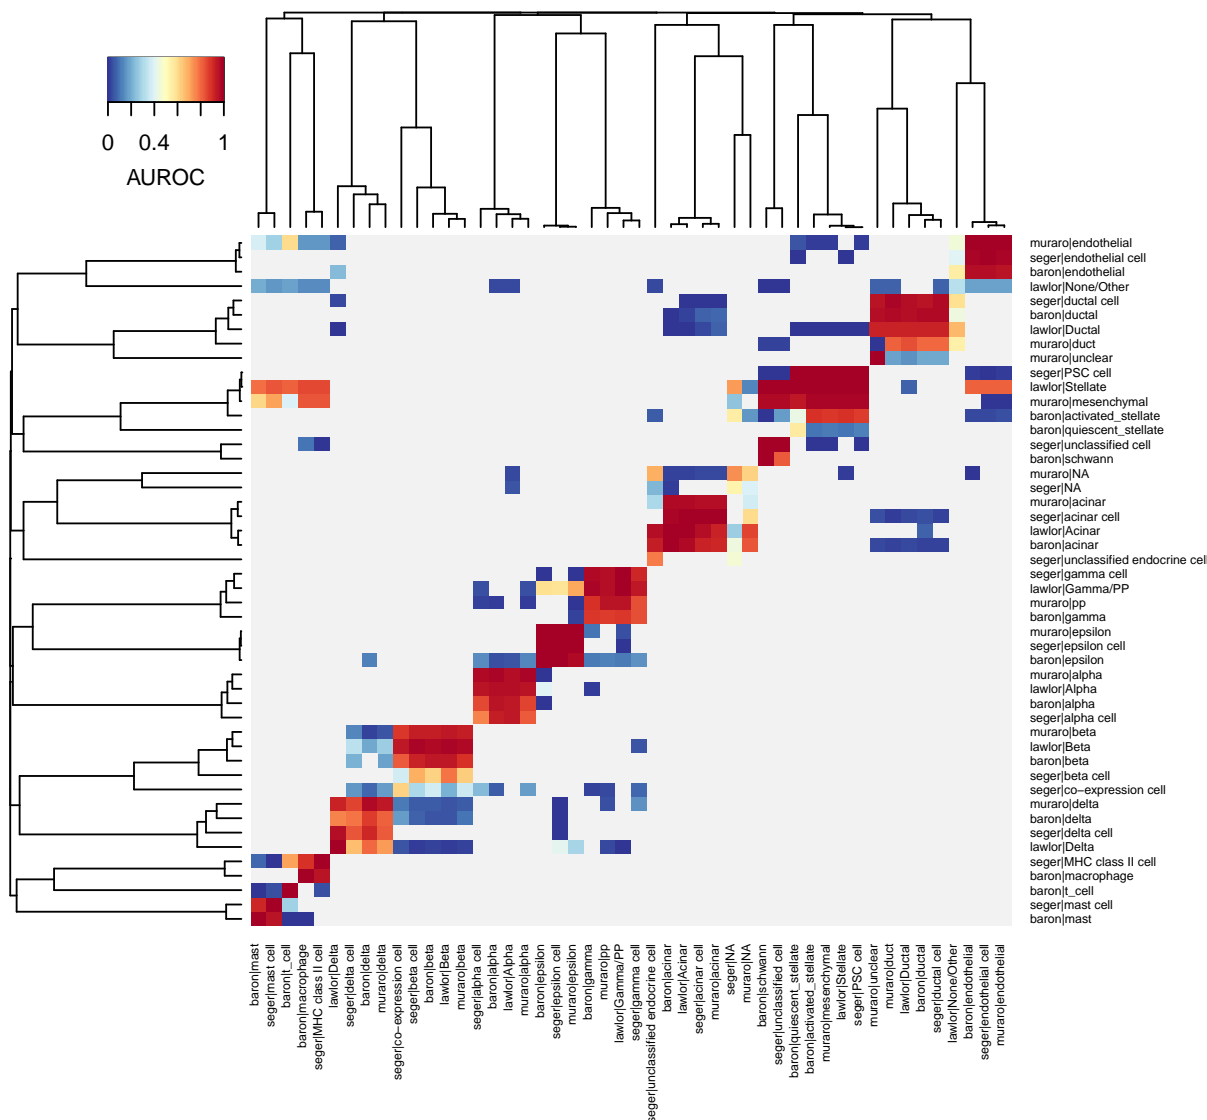 0 0.4 1
AUROC
muraro|endothelial
seger|endothelial cell
baron|endothelial
lawlor|None/Other
seger|ductal cell
baron|ductal
lawlor|Ductal
muraro|duct
muraro|unclear
seger|PSC cell
lawlor|Stellate
muraro|mesenchymal
baron|activated_stellate
baron|quiescent_stellate
seger|unclassified cell
baron|schwann
muraro|NA
seger|NA
muraro|acinar
seger|acinar cell
lawlor|Acinar
baron|acinar
seger|unclassified endocrine cell
seger|gamma cell
lawlor|Gamma/PP
muraro|pp
baron|gamma
muraro|epsilon
seger|epsilon cell
baron|epsilon
muraro|alpha
lawlor|Alpha
baron|alpha
seger|alpha cell
muraro|beta
lawlor|Beta
baron|beta
seger|beta cell
seger|co−expression cell
muraro|delta
baron|delta
seger|delta cell
lawlor|Delta
seger|MHC class II cell
baron|macrophage
baron|t_cell
seger|mast cell
baron|mast
baron|mast
seger|mast cell
baron|t_cell
baron|macrophage
seger|MHC class II cell
lawlor|Delta
seger|delta cell
baron|delta
muraro|delta
seger|co−expression cell
seger|beta cell
baron|beta
lawlor|Beta
muraro|beta
seger|alpha cell
baron|alpha
lawlor|Alpha
muraro|alpha
baron|epsilon
seger|epsilon cell
muraro|epsilon
baron|gamma
muraro|pp
lawlor|Gamma/PP
seger|gamma cell
seger|unclassified endocrine cell
baron|acinar
lawlor|Acinar
seger|acinar cell
muraro|acinar
seger|NA
muraro|NA
baron|schwann
seger|unclassified cell
baron|quiescent_stellate
baron|activated_stellate
muraro|mesenchymal
lawlor|Stellate
seger|PSC cell
muraro|unclear
muraro|duct
lawlor|Ductal
baron|ductal
seger|ductal cell
lawlor|None/Other
baron|endothelial
seger|endothelial cell
muraro|endothelial